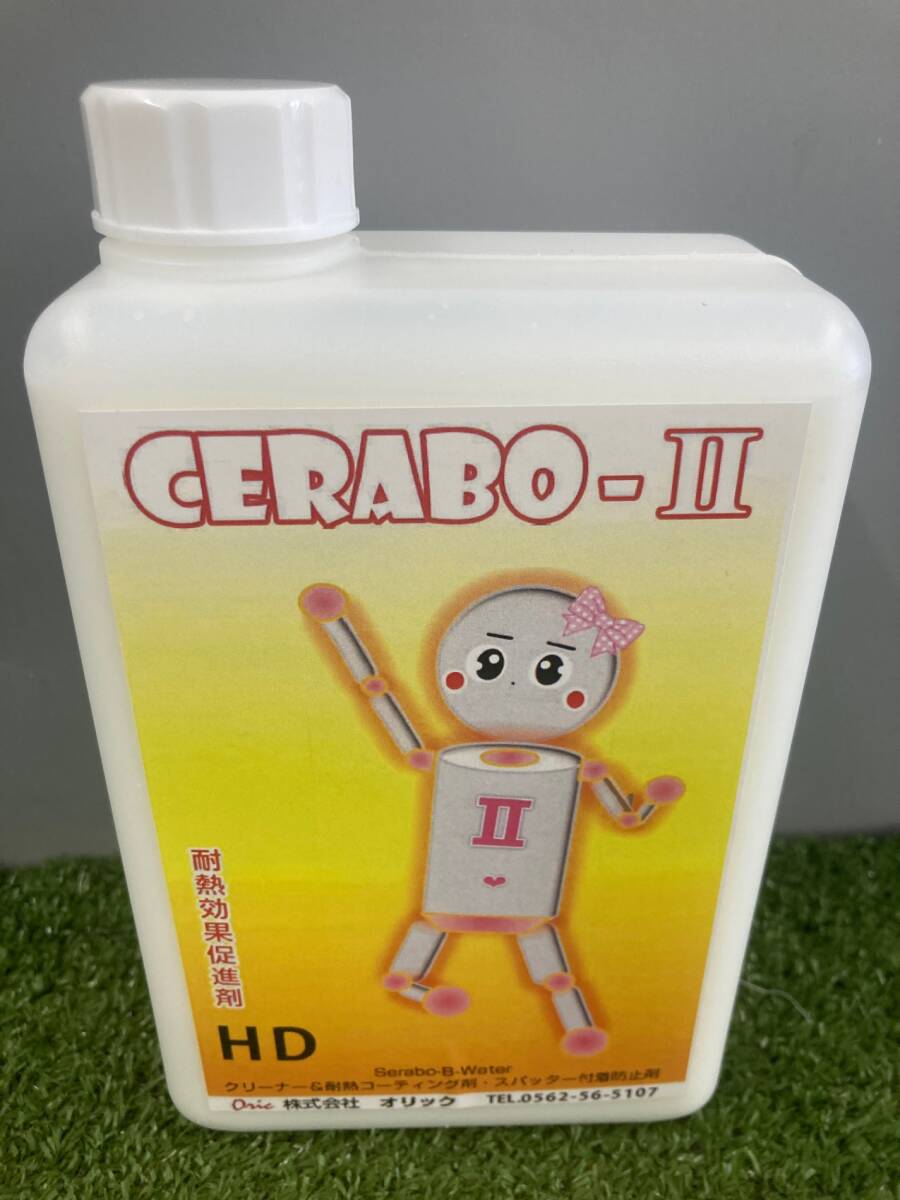 CERABO-II
II
耐熱効果促進剤
HD
Serabo-B-Water
クリーナー&耐熱コーティング剤・スパッター付着防止剤
Oric 株式会社 オリック TEL.0562-56-5107